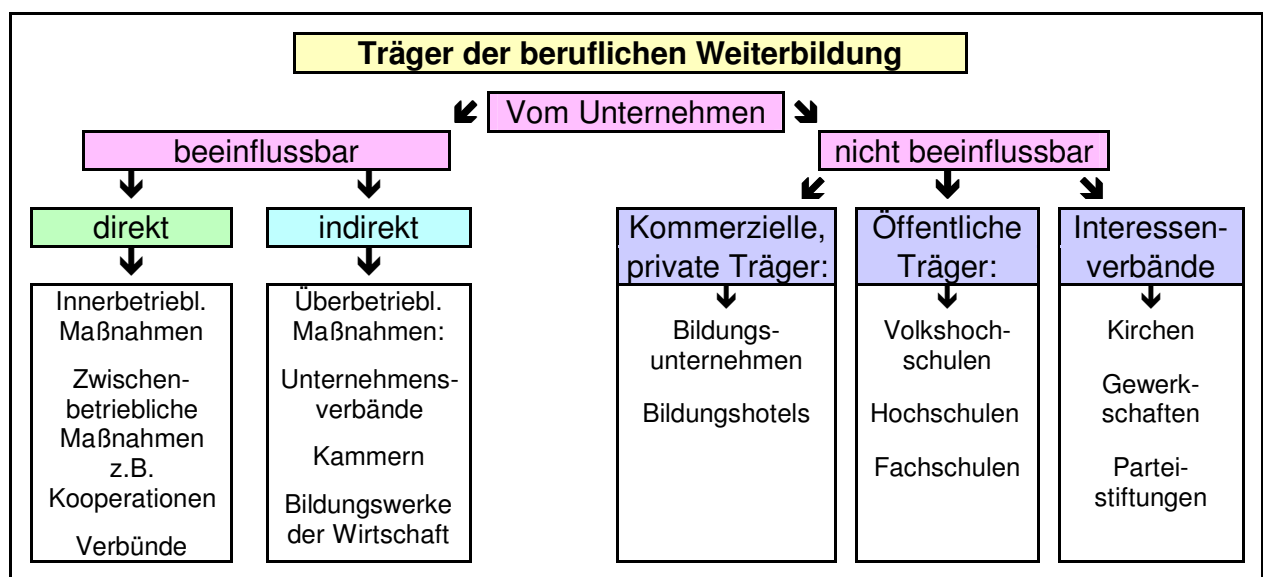 Träger der beruflichen Weiterbildung
Vom Unternehmen
beeinflussbar
nicht beeinflussbar
direkt
indirekt
Kommerzielle,
private Träger:
Öffentliche
Träger:
Interessen-
verbände
Innerbetriebl.
Maßnahmen
Zwischen-
betriebliche
Maßnahmen
z.B.
Kooperationen
Verbünde
Überbetriebl.
Maßnahmen:
Unternehmens-
verbände
Kammern
Bildungswerke
der Wirtschaft
Bildungs-
unternehmen
Bildungshotels
Volkshoch-
schulen
Hochschulen
Fachschulen
Kirchen
Gewerk-
schaften
Partei-
stiftungen